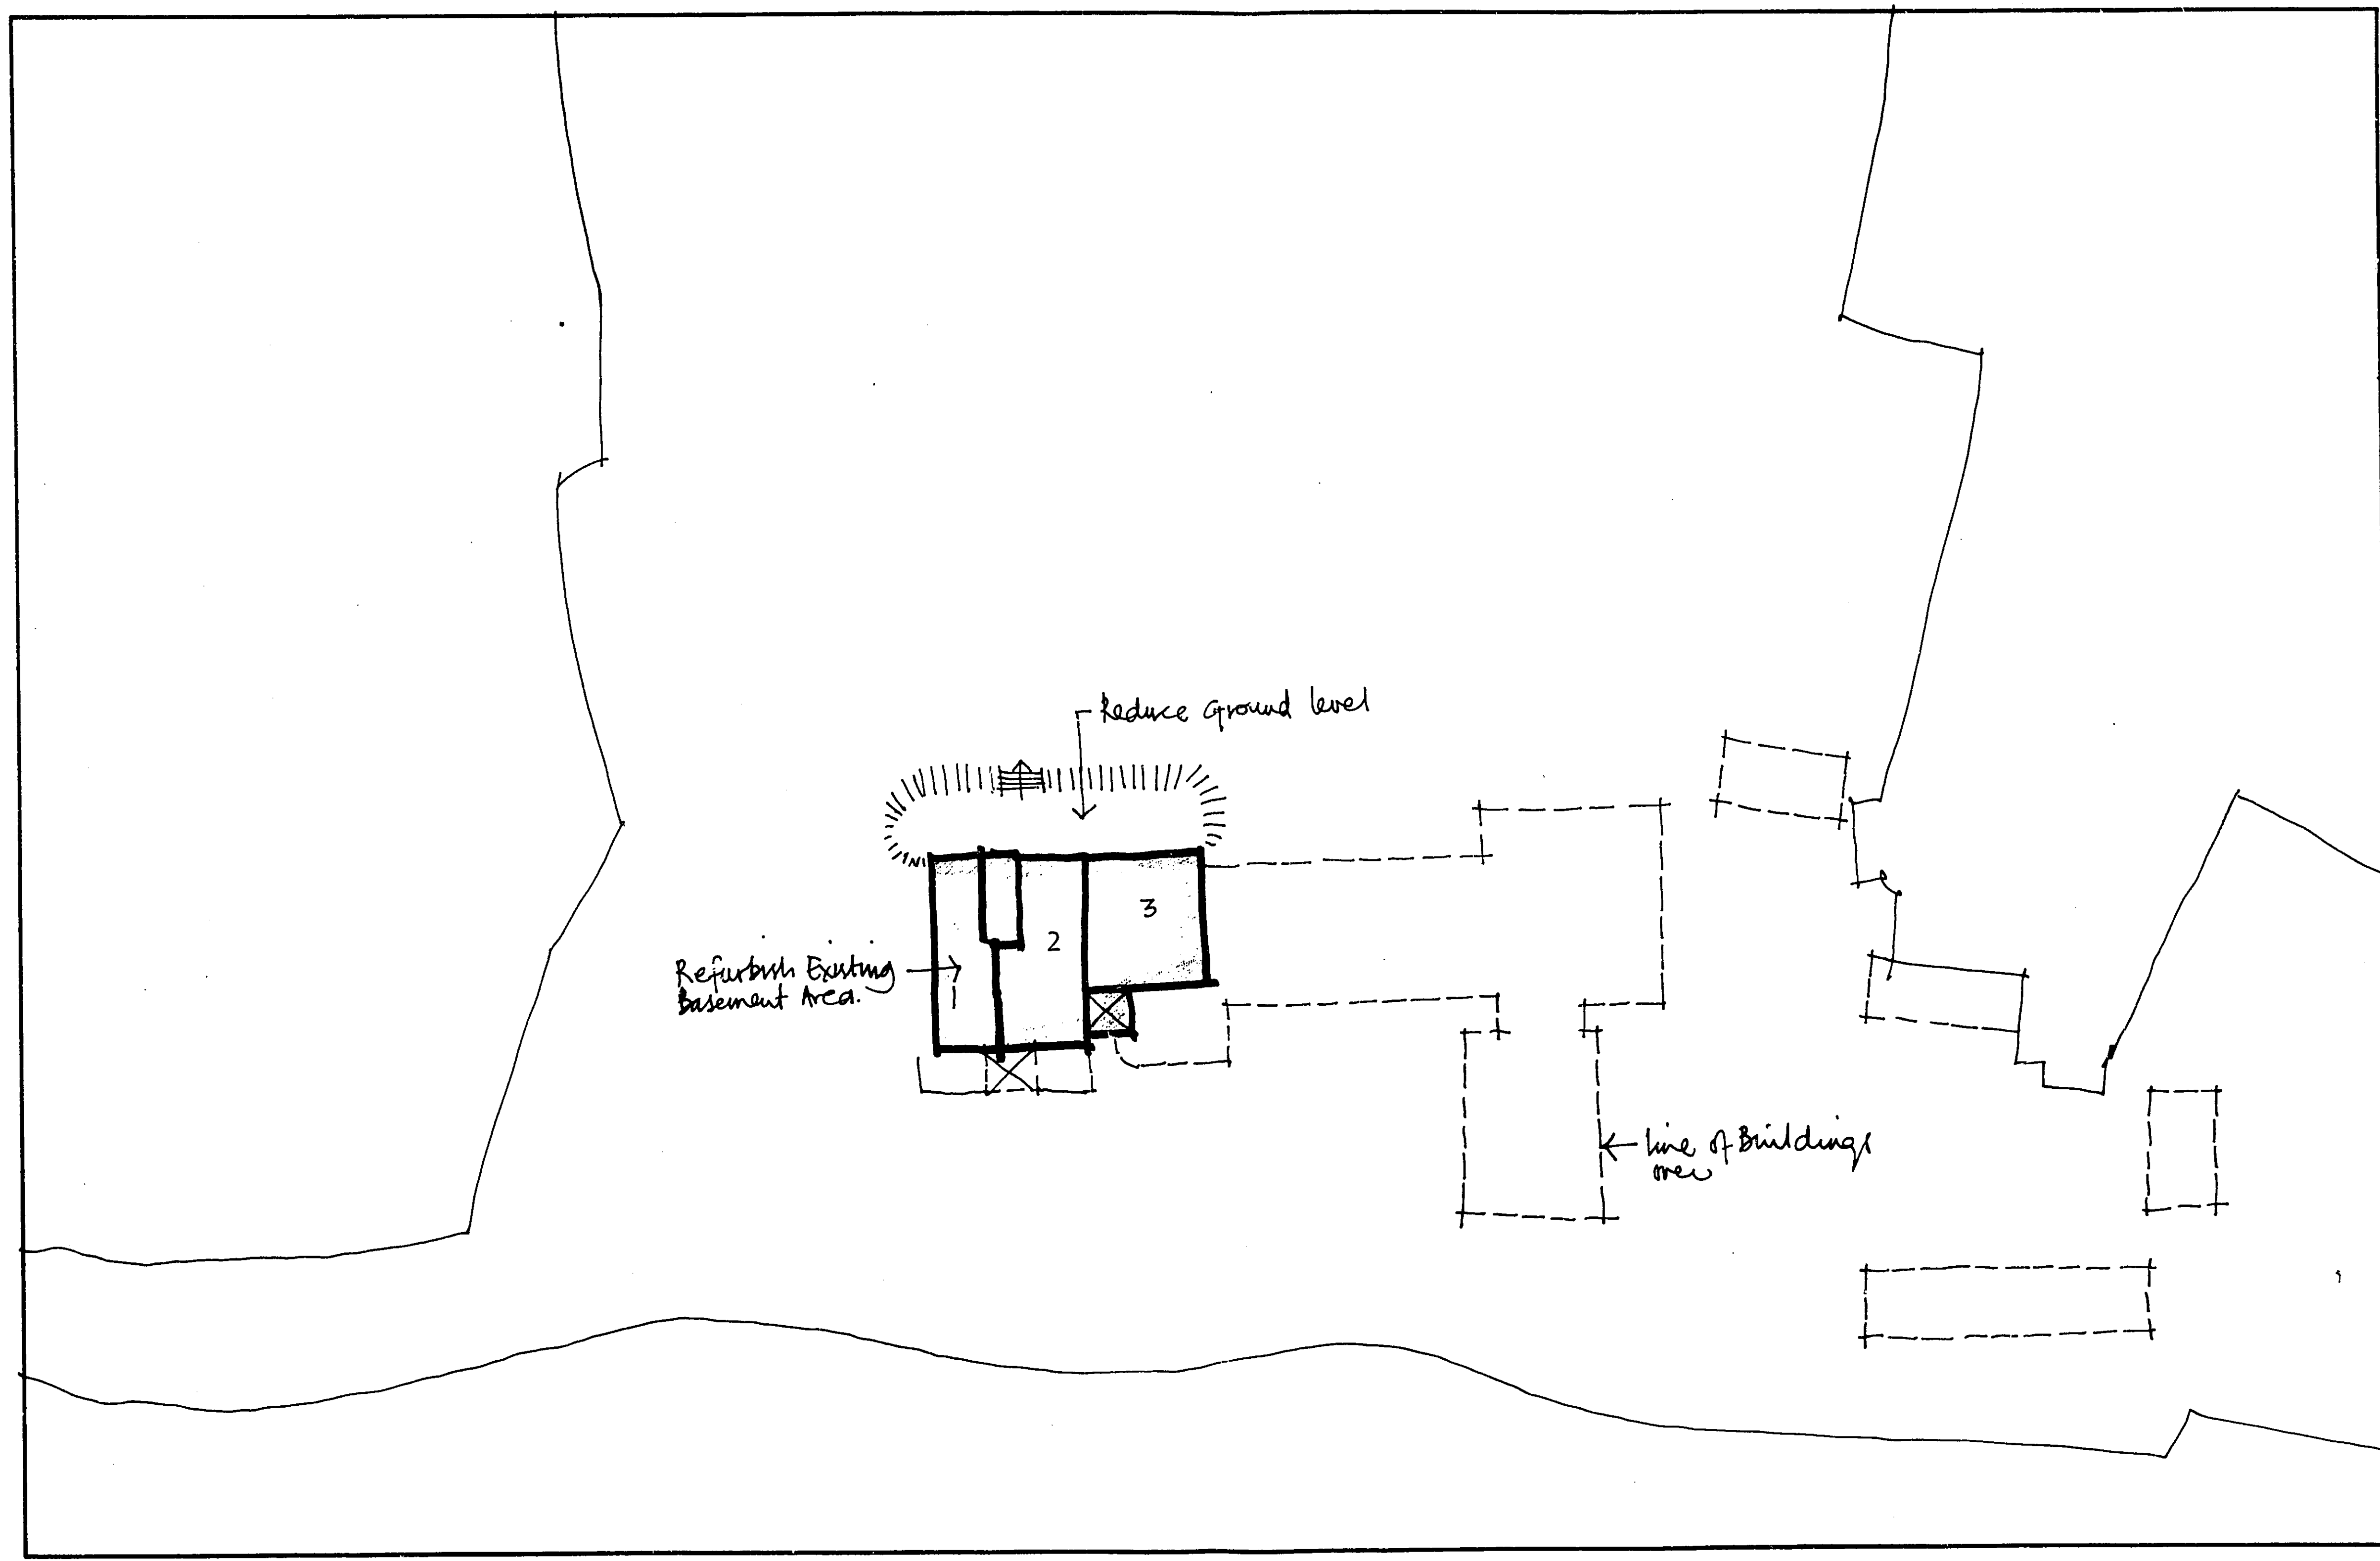 Reduce Ground level
3
2
Refurbish Existing
Basement Area.
1
line of Buildings
over